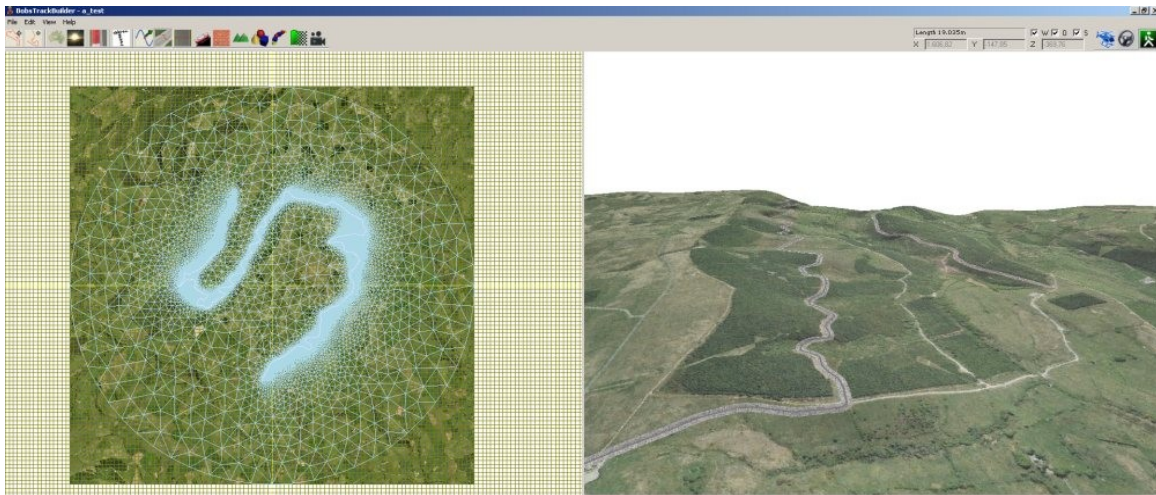 BobsTrackBuilder - a_test
File Edit View Help
Length 19.035m
W O S
X Y Z